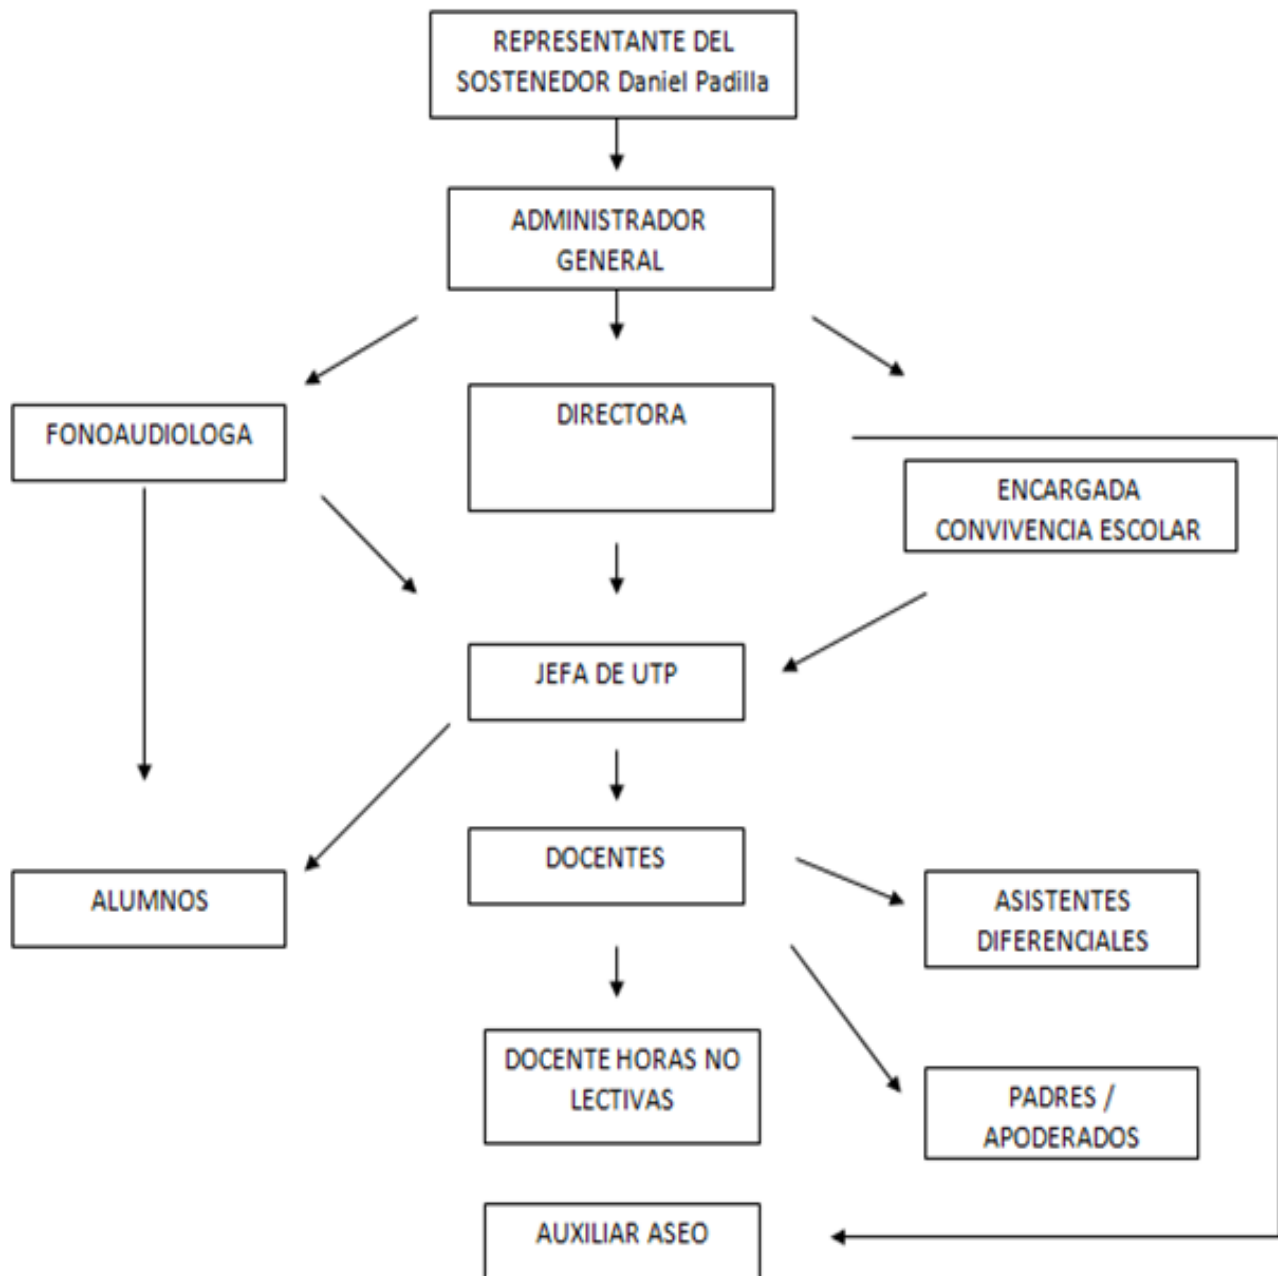 REPRESENTANTE DEL
SOSTENEDOR Daniel Padilla
ADMINISTRADOR
GENERAL
FONOAUDIOLOGA
DIRECTORA
ENCARGADA
CONVIVENCIA ESCOLAR
JEFA DE UTP
DOCENTES
ALUMNOS
ASISTENTES
DIFERENCIALES
DOCENTE HORAS NO
LECTIVAS
PADRES /
APODERADOS
AUXILIAR ASEO